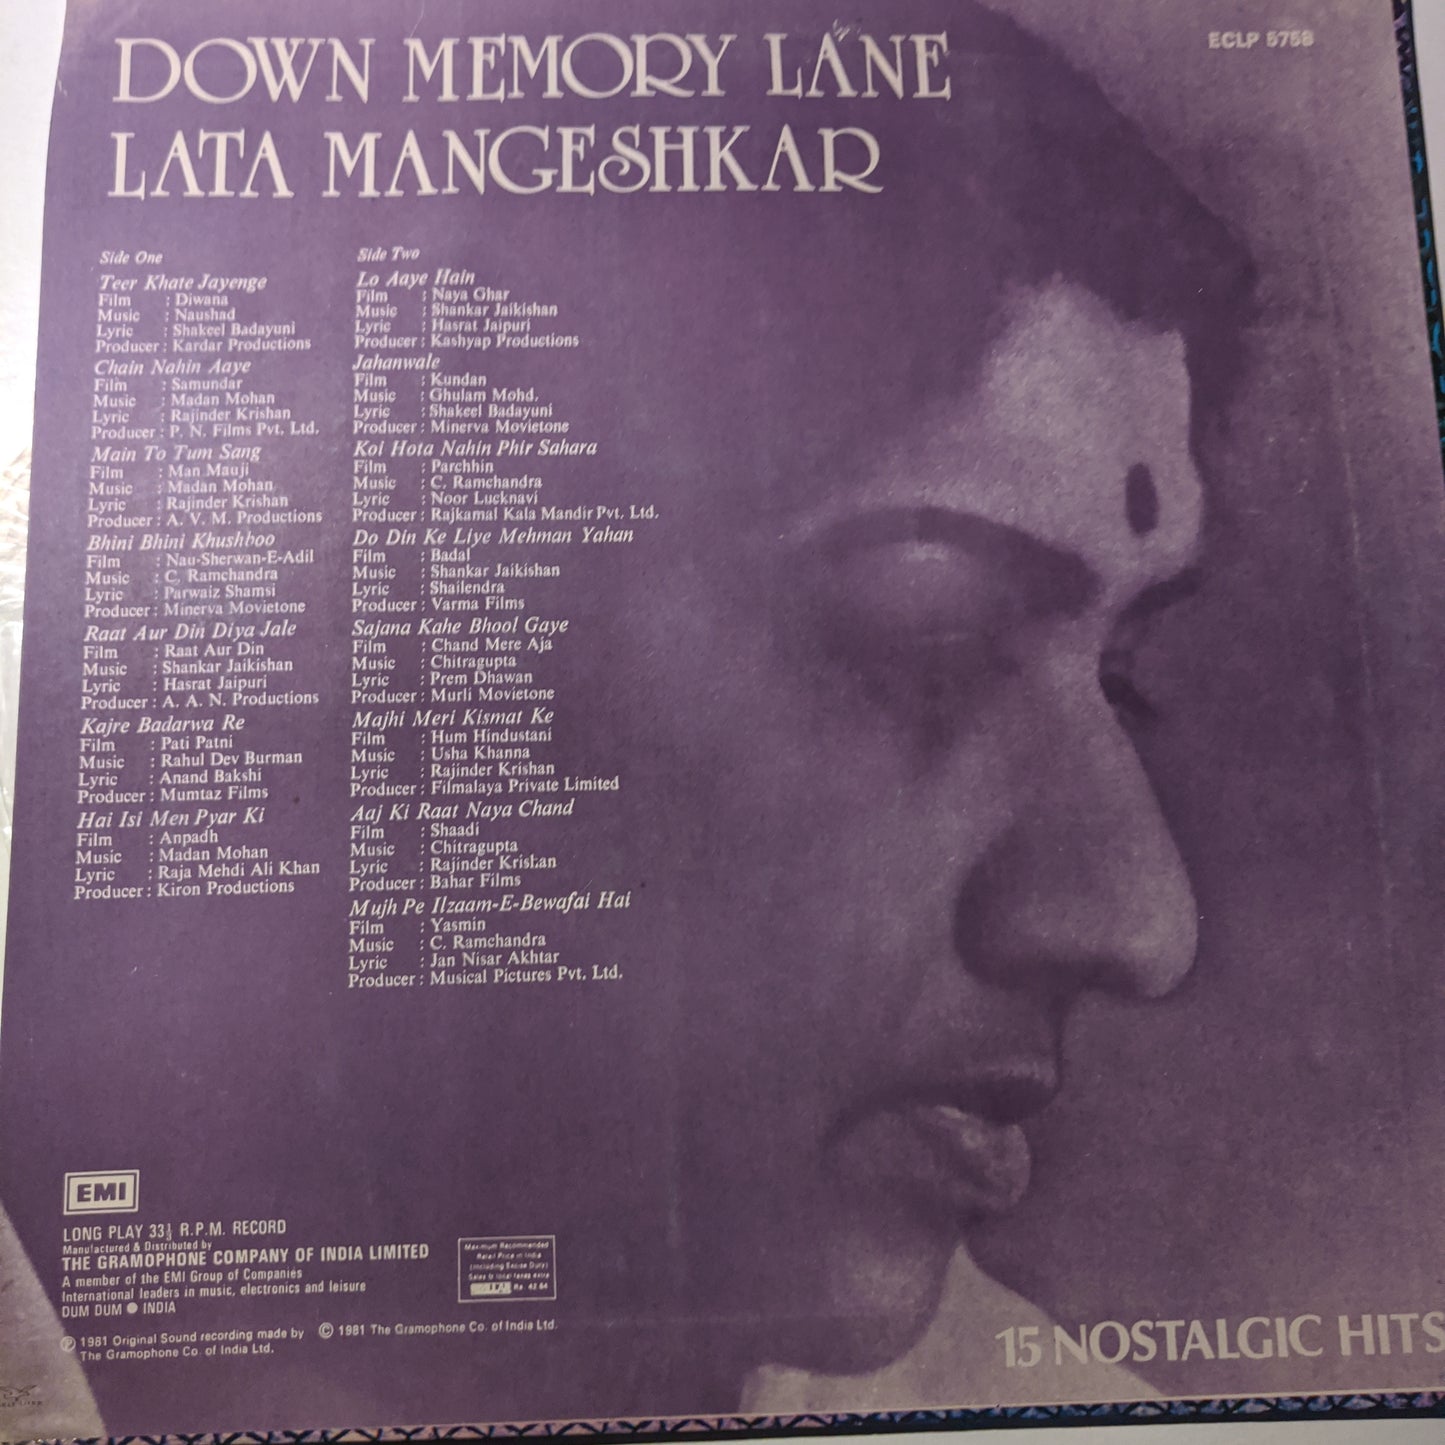 DOWN MEMORY LANE
LATA MANGESHKAR
ECLP 5758
Side One
Teer Khate Jayenge
Film : Diwana
Music : Naushad
Lyric : Shakeel Badayuni
Producer : Kardar Productions
Chain Nahin Aaye
Film : Samundar
Music : Madan Mohan
Lyric : Rajinder Krishan
Producer : P. N. Films Pvt. Ltd.
Main To Tum Sang
Film : Man Mauji
Music : Madan Mohan
Lyric : Rajinder Krishan
Producer : A. V. M. Productions
Bhini Bhini Khushboo
Film : Nau-Sherwan-E-Adil
Music : C. Ramchandra
Lyric : Parwaiz Shamsi
Producer : Minerva Movietone
Raat Aur Din Diya Jale
Film : Raat Aur Din
Music : Shankar Jaikishan
Lyric : Hasrat Jaipuri
Producer : A. A. N. Productions
Kajre Badarwa Re
Film : Pati Patni
Music : Rahul Dev Burman
Lyric : Anand Bakshi
Producer : Mumtaz Films
Hai Isi Men Pyar Ki
Film : Anpadh
Music : Madan Mohan
Lyric : Raja Mehdi Ali Khan
Producer : Kiron Productions
Side Two
Lo Aaye Hain
Film : Naya Ghar
Music : Shankar Jaikishan
Lyric : Hasrat Jaipuri
Producer : Kashyap Productions
Jahanwale
Film : Kundan
Music : Ghulam Mohd.
Lyric : Shakeel Badayuni
Producer : Minerva Movietone
Koi Hota Nahin Phir Sahara
Film : Parchhin
Music : C. Ramchandra
Lyric : Noor Lucknavi
Producer : Rajkamal Kala Mandir Pvt. Ltd.
Do Din Ke Liye Mehman Yahan
Film : Badal
Music : Shankar Jaikishan
Lyric : Shailendra
Producer : Varma Films
Sajana Kahe Bhool Gaye
Film : Chand Mere Aja
Music : Chitragupta
Lyric : Prem Dhawan
Producer : Murli Movietone
Majhi Meri Kismat Ke
Film : Hum Hindustani
Music : Usha Khanna
Lyric : Rajinder Krishan
Producer : Filmalaya Private Limited
Aaj Ki Raat Naya Chand
Film : Shaadi
Music : Chitragupta
Lyric : Rajinder Krishan
Producer : Bahar Films
Mujh Pe Ilzaam-E-Bewafai Hai
Film : Yasmin
Music : C. Ramchandra
Lyric : Jan Nisar Akhtar
Producer : Musical Pictures Pvt. Ltd.
EMI
LONG PLAY 33⅓ R.P.M. RECORD
Manufactured & Distributed by
THE GRAMOPHONE COMPANY OF INDIA LIMITED
A member of the EMI Group of Companies
International leaders in music, electronics and leisure
DUM DUM ● INDIA
Maximum Recommended
Retail Price in India
(Including Excise Duty)
Sales & local taxes extra
Ⓟ 1981 Original Sound recording made by
The Gramophone Co. of India Ltd.
© 1981 The Gramophone Co. of India Ltd.
15 NOSTALGIC HITS